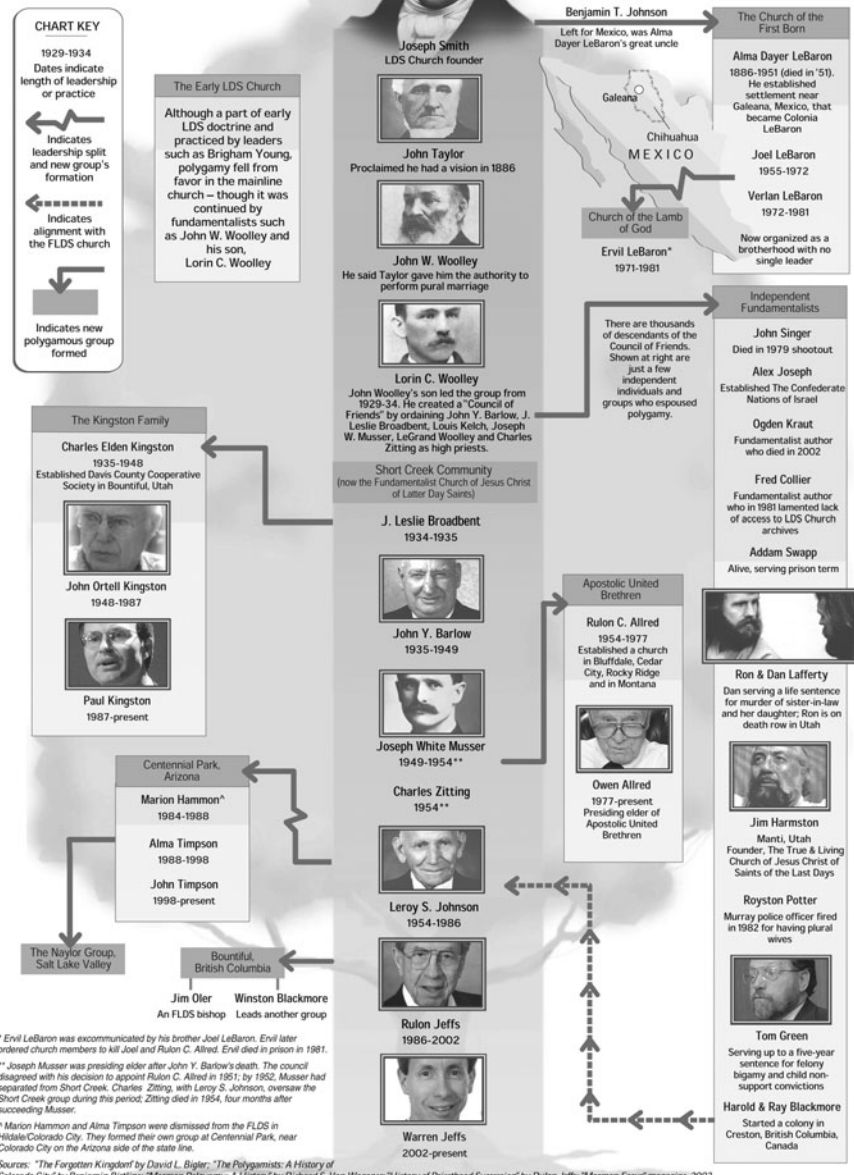 CHART KEY
1929-1934
Dates indicate
length of leadership
or practice
Indicates
leadership split
and new group's
formation
Indicates
alignment with
the FLDS church
Indicates new
polygamous group
formed
The Early LDS Church
Although a part of early
LDS doctrine and
practiced by leaders
such as Brigham Young,
polygamy fell from
favor in the mainline
church – though it was
continued by
fundamentalists such
as John W. Woolley and
his son,
Lorin C. Woolley
Joseph Smith
LDS Church founder
John Taylor
Proclaimed he had a vision in 1886
John W. Woolley
He said Taylor gave him the authority to
perform pural marriage
Lorin C. Woolley
John Woolley's son led the group from
1929-34. He created a "Council of
Friends" by ordaining John Y. Barlow, J.
Leslie Broadbent, Louis Kelch, Joseph
W. Musser, LeGrand Woolley and Charles
Zitting as high priests.
Benjamin T. Johnson
Left for Mexico, was Alma
Dayer LeBaron's great uncle
Galeana
Chihuahua
MEXICO
The Church of the
First Born
Alma Dayer LeBaron
1886-1951 (died in '51).
He established
settlement near
Galeana, Mexico, that
became Colonia
LeBaron
Joel LeBaron
1955-1972
Verlan LeBaron
1972-1981
Now organized as a
brotherhood with no
single leader
Church of the Lamb
of God
Ervil LeBaron*
1971-1981
There are thousands
of descendants of the
Council of Friends.
Shown at right are
just a few
independent
individuals and
groups who espoused
polygamy.
Independent
Fundamentalists
John Singer
Died in 1979 shootout
Alex Joseph
Established The Confederate
Nations of Israel
Ogden Kraut
Fundamentalist author
who died in 2002
Fred Collier
Fundamentalist author
who in 1981 lamented lack
of access to LDS Church
archives
Addam Swapp
Alive, serving prison term
Ron & Dan Lafferty
Dan serving a life sentence
for murder of sister-in-law
and her daughter; Ron is on
death row in Utah
Jim Harmston
Manti, Utah
Founder, The True & Living
Church of Jesus Christ of
Saints of the Last Days
Royston Potter
Murray police officer fired
in 1982 for having plural
wives
Tom Green
Serving up to a five-year
sentence for felony
bigamy and child non-
support convictions
Harold & Ray Blackmore
Started a colony in
Creston, British Columbia,
Canada
The Kingston Family
Charles Elden Kingston
1935-1948
Established Davis County Cooperative
Society in Bountiful, Utah
John Ortell Kingston
1948-1987
Paul Kingston
1987-present
Short Creek Community
(now the Fundamentalist Church of Jesus Christ
of Latter Day Saints)
J. Leslie Broadbent
1934-1935
John Y. Barlow
1935-1949
Joseph White Musser
1949-1954**
Charles Zitting
1954**
Leroy S. Johnson
1954-1986
Rulon Jeffs
1986-2002
Warren Jeffs
2002-present
Apostolic United
Brethren
Rulon C. Allred
1954-1977
Established a church
in Bluffdale, Cedar
City, Rocky Ridge
and in Montana
Owen Allred
1977-present
Presiding elder of
Apostolic United
Brethren
Centennial Park,
Arizona
Marion Hammon^
1984-1988
Alma Timpson
1988-1998
John Timpson
1998-present
The Naylor Group,
Salt Lake Valley
Bountiful,
British Columbia
Jim Oler
An FLDS bishop
Winston Blackmore
Leads another group
* Ervil LeBaron was excommunicated by his brother Joel LeBaron. Ervil later
ordered church members to kill Joel and Rulon C. Allred. Ervil died in prison in 1981.
** Joseph Musser was presiding elder after John Y. Barlow's death. The council
disagreed with his decision to appoint Rulon C. Allred in 1951; by 1952, Musser had
separated from Short Creek. Charles Zitting, with Leroy S. Johnson, oversaw the
Short Creek group during this period; Zitting died in 1954, four months after
succeeding Musser.
^ Marion Hammon and Alma Timpson were dismissed from the FLDS in
Hildale/Colorado City. They formed their own group at Centennial Park, near
Colorado City on the Arizona side of the state line.
Sources: "The Forgotten Kingdom" by David L. Bigler; "The Polygamists: A History of